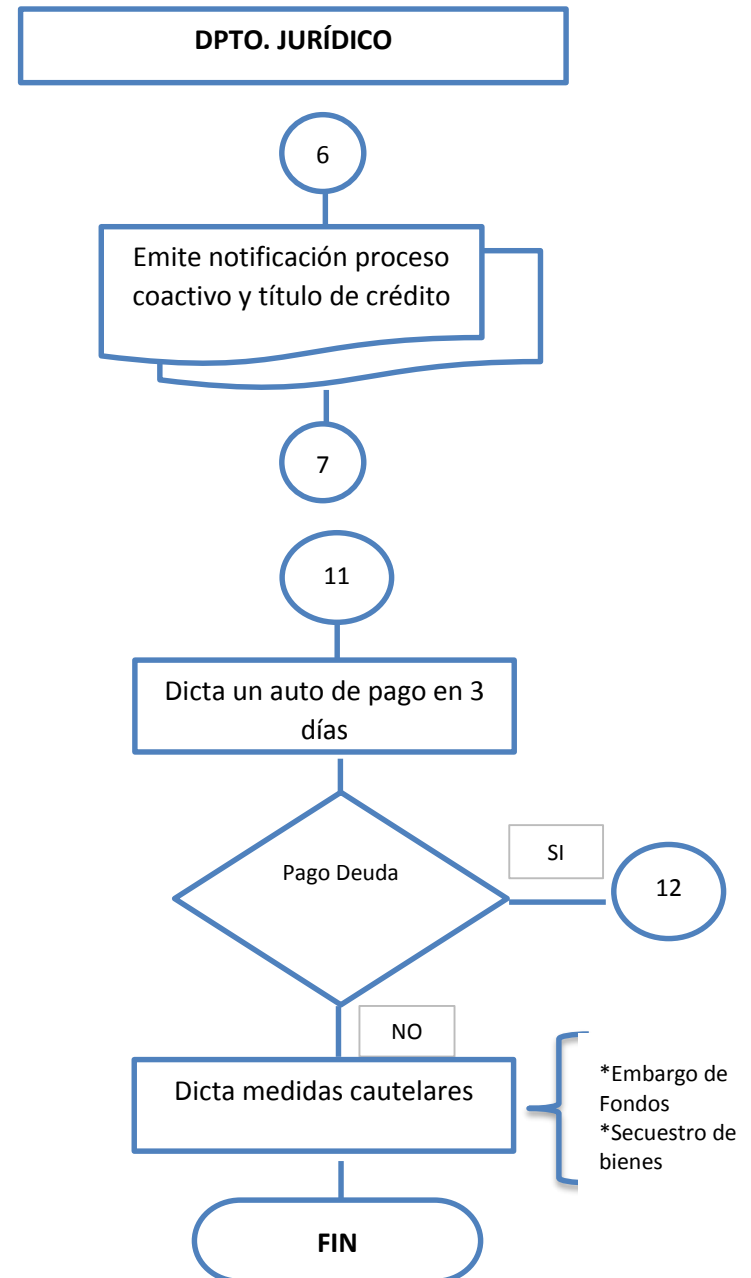 DPTO. JURÍDICO
6
Emite notificación proceso
coactivo y título de crédito
7
11
Dicta un auto de pago en 3
días
Pago Deuda
SI
12
NO
Dicta medidas cautelares
*Embargo de
Fondos
*Secuestro de
bienes
FIN